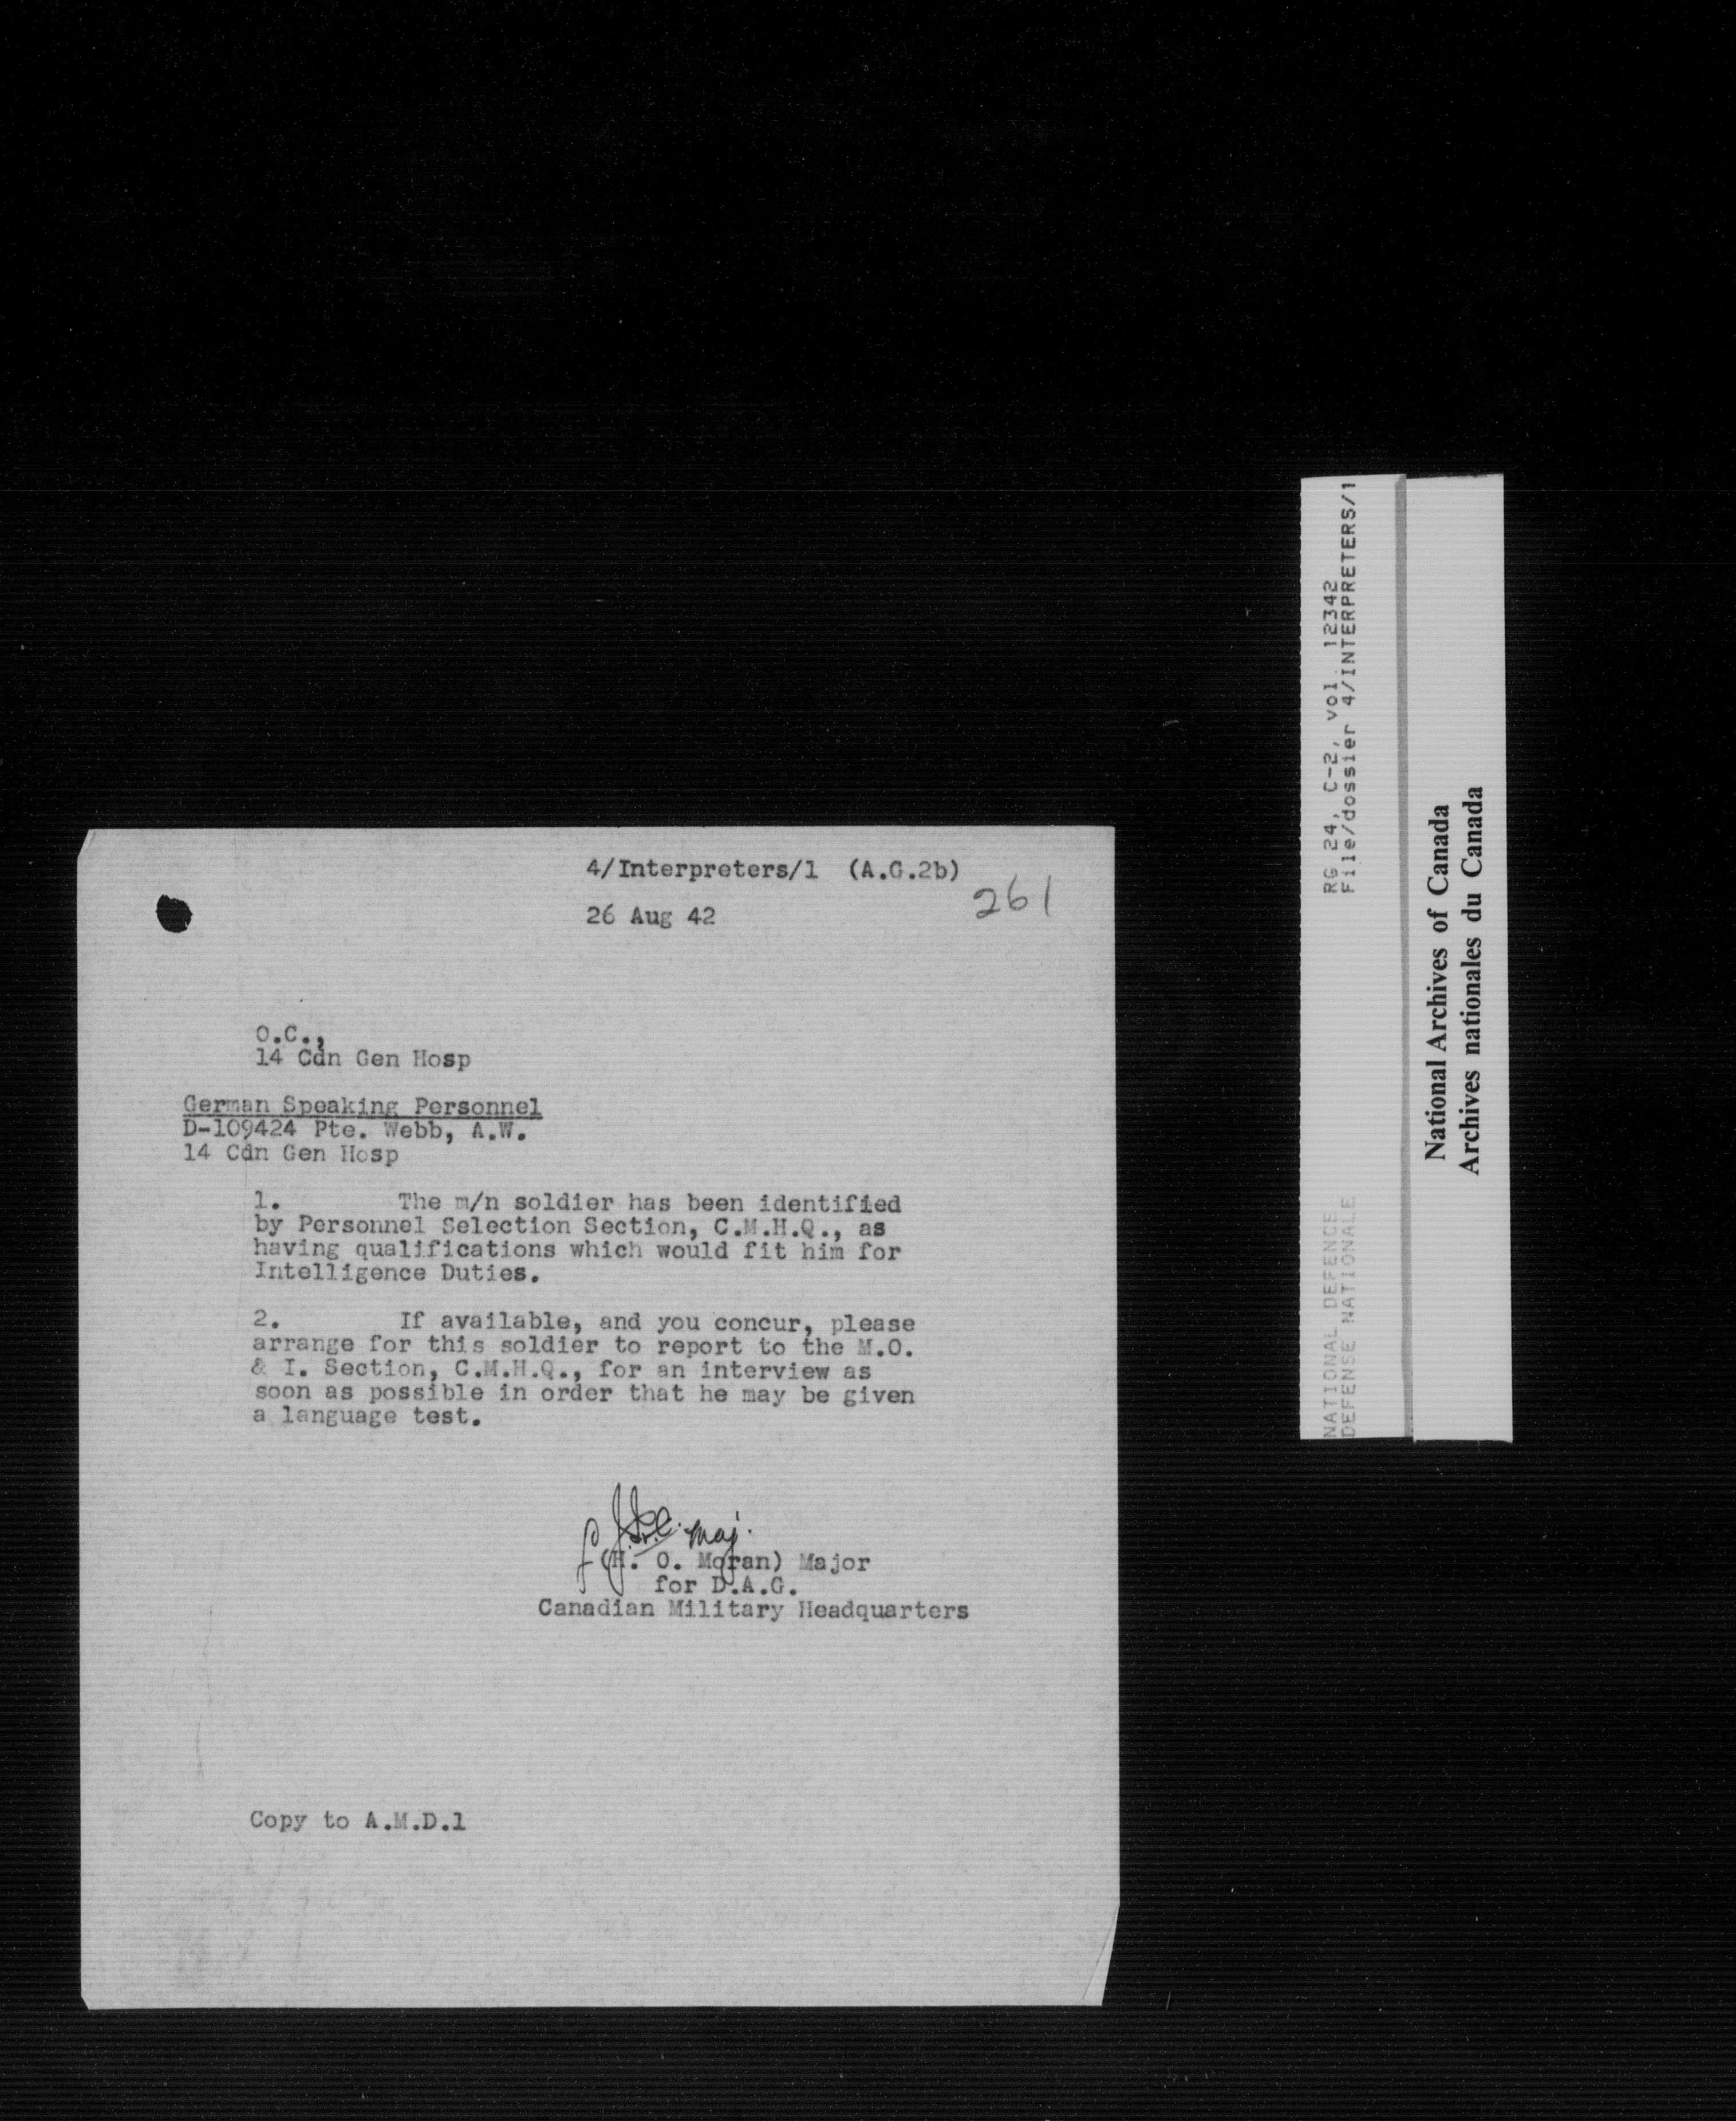 4/Interpreters/1 (A.G.2b)
261
26 Aug 42
O.C.,
14 Cdn Gen Hosp
German Speaking Personnel
D-109424 Pte. Webb, A.W.
14 Cdn Gen Hosp
1. The m/n soldier has been identified
by Personnel Selection Section, C.M.H.Q., as
having qualifications which would fit him for
Intelligence Duties.
2. If available, and you concur, please
arrange for this soldier to report to the M.O.
& I. Section, C.M.H.Q., for an interview as
soon as possible in order that he may be given
a language test.
Maj.
(H. O. Moran) Major
for D.A.G.
Canadian Military Headquarters
Copy to A.M.D.1
RG 24, C-2, vol. 12342
File/dossier 4/INTERPRETERS/1
NATIONAL DEFENCE
DEFENSE NATIONALE
National Archives of Canada
Archives nationales du Canada